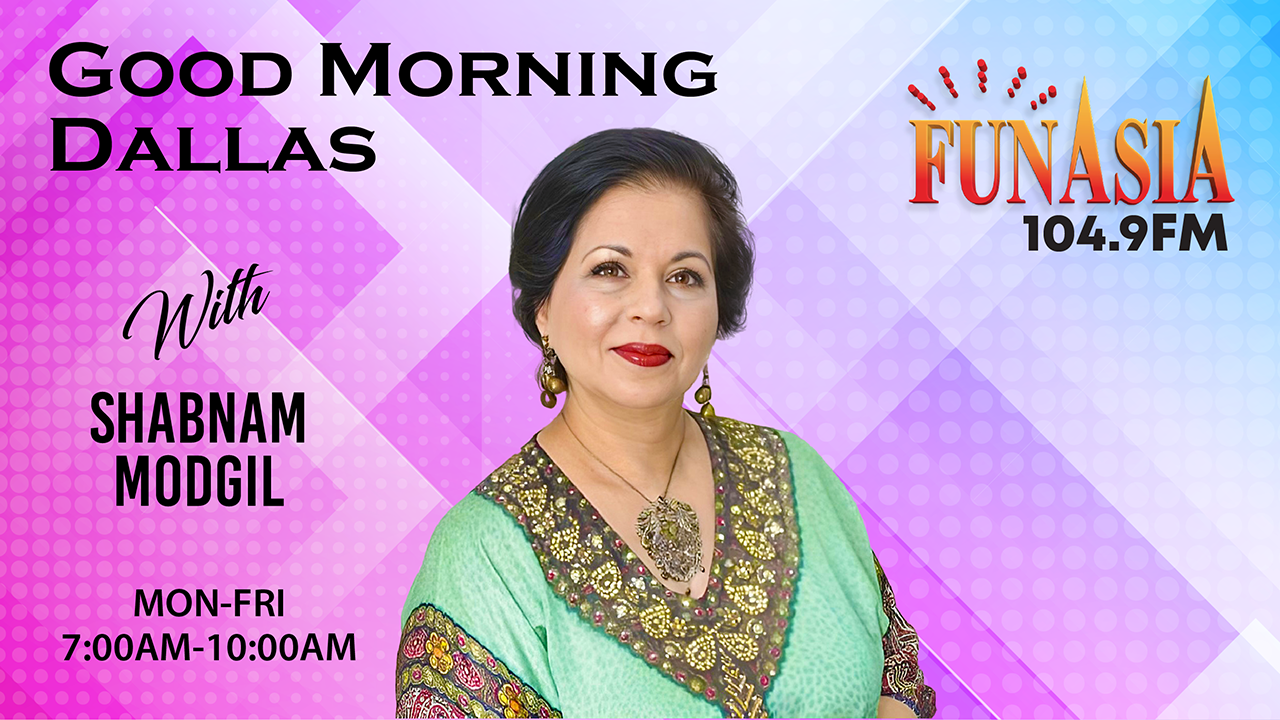 GOOD MORNING
DALLAS
With
SHABNAM
MODGIL
MON-FRI
7:00AM-10:00AM
FUNASIA
104.9FM